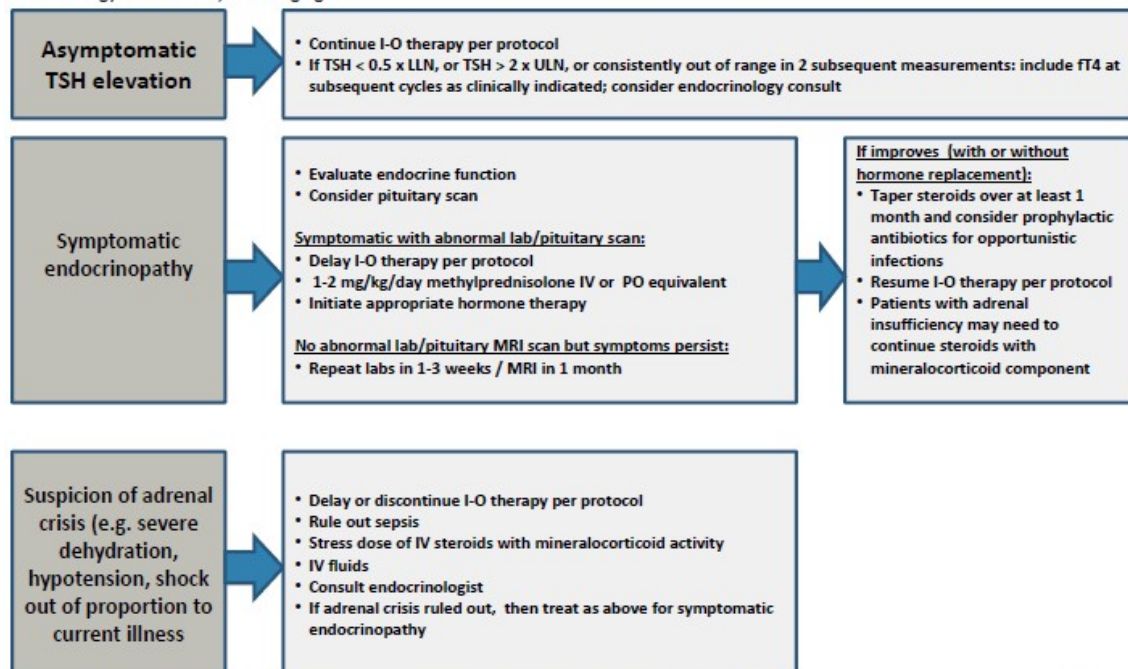 Asymptomatic
TSH elevation
• Continue I-O therapy per protocol
• If TSH < 0.5 x LLN, or TSH > 2 x ULN, or consistently out of range in 2 subsequent measurements: include fT4 at
subsequent cycles as clinically indicated; consider endocrinology consult
Symptomatic
endocrinopathy
• Evaluate endocrine function
• Consider pituitary scan
Symptomatic with abnormal lab/pituitary scan:
• Delay I-O therapy per protocol
• 1-2 mg/kg/day methylprednisolone IV or PO equivalent
• Initiate appropriate hormone therapy
No abnormal lab/pituitary MRI scan but symptoms persist:
• Repeat labs in 1-3 weeks / MRI in 1 month
If improves (with or without
hormone replacement):
• Taper steroids over at least 1
month and consider prophylactic
antibiotics for opportunistic
infections
• Resume I-O therapy per protocol
• Patients with adrenal
insufficiency may need to
continue steroids with
mineralocorticoid component
Suspicion of adrenal
crisis (e.g. severe
dehydration,
hypotension, shock
out of proportion to
current illness
• Delay or discontinue I-O therapy per protocol
• Rule out sepsis
• Stress dose of IV steroids with mineralocorticoid activity
• IV fluids
• Consult endocrinologist
• If adrenal crisis ruled out, then treat as above for symptomatic
endocrinopathy